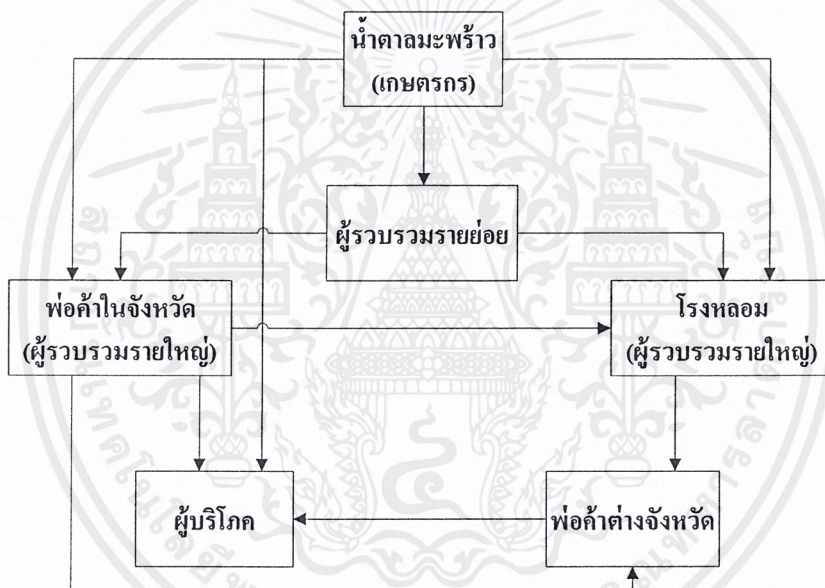 น้ำตาลมะพร้าว
(เกษตรกร)
ผู้รวบรวมรายย่อย
พ่อค้าในจังหวัด
(ผู้รวบรวมรายใหญ่)
โรงหลอม
(ผู้รวบรวมรายใหญ่)
ผู้บริโภค
พ่อค้าต่างจังหวัด